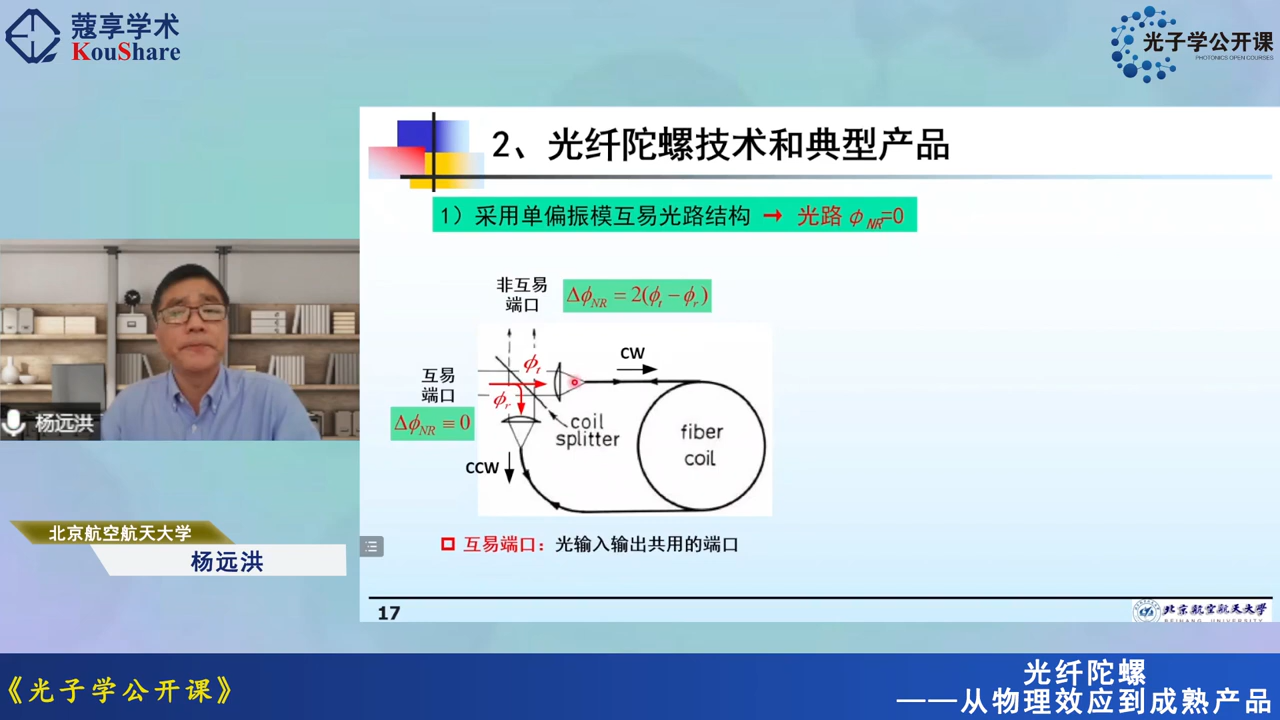 蔻享学术
KouShare
光子学公开课
PHOTONICS OPEN COURSES
2、光纤陀螺技术和典型产品
1）采用单偏振模互易光路结构 → 光路 ϕNR=0
非互易
端口
ΔϕNR = 2(ϕt − ϕr)
CW
ϕt
互易
端口
ϕr
ΔϕNR ≡ 0
coil
splitter
fiber
coil
CCW
互易端口：光输入输出共用的端口
17
北京航空航天大学
BEIHANG UNIVERSITY
杨远洪
北京航空航天大学
杨远洪
《光子学公开课》
光纤陀螺
——从物理效应到成熟产品